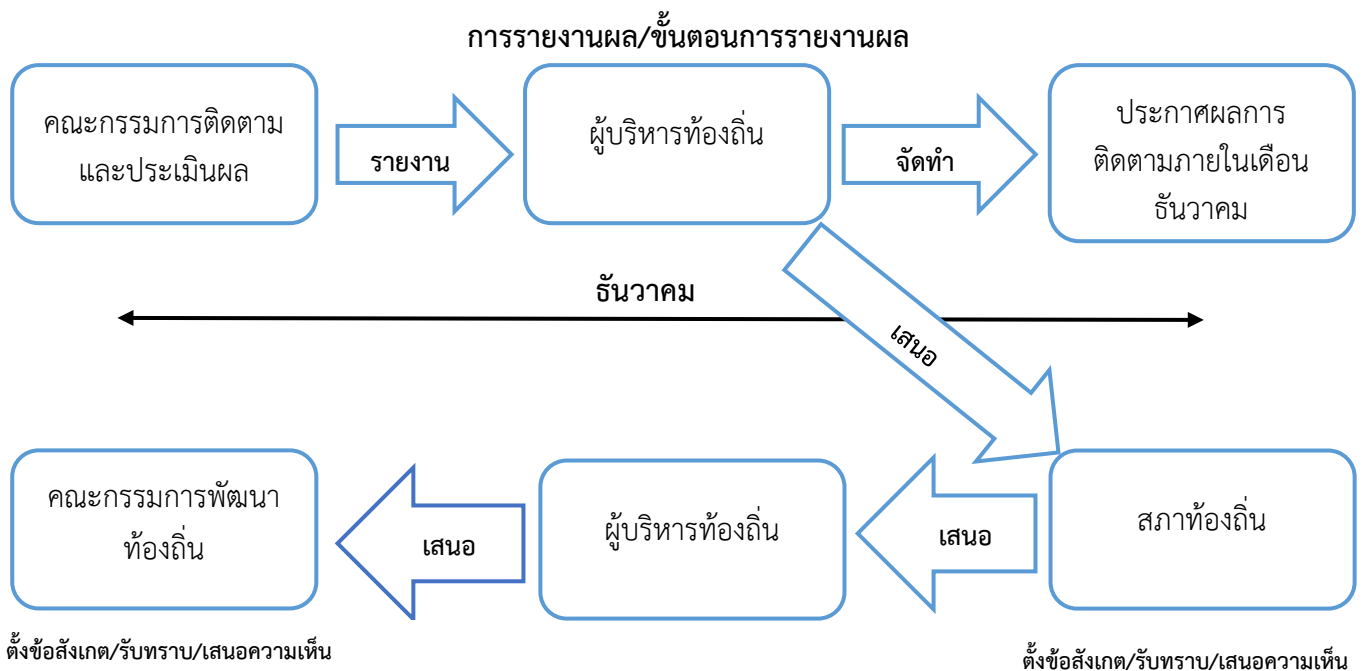 การรายงานผล/ขั้นตอนการรายงานผล
คณะกรรมการติดตาม
และประเมินผล
รายงาน
ผู้บริหารท้องถิ่น
จัดทำ
ประกาศผลการ
ติดตามภายในเดือน
ธันวาคม
ธันวาคม
เสนอ
คณะกรรมการพัฒนา
ท้องถิ่น
เสนอ
ผู้บริหารท้องถิ่น
เสนอ
สภาท้องถิ่น
ตั้งข้อสังเกต/รับทราบ/เสนอความเห็น
ตั้งข้อสังเกต/รับทราบ/เสนอความเห็น